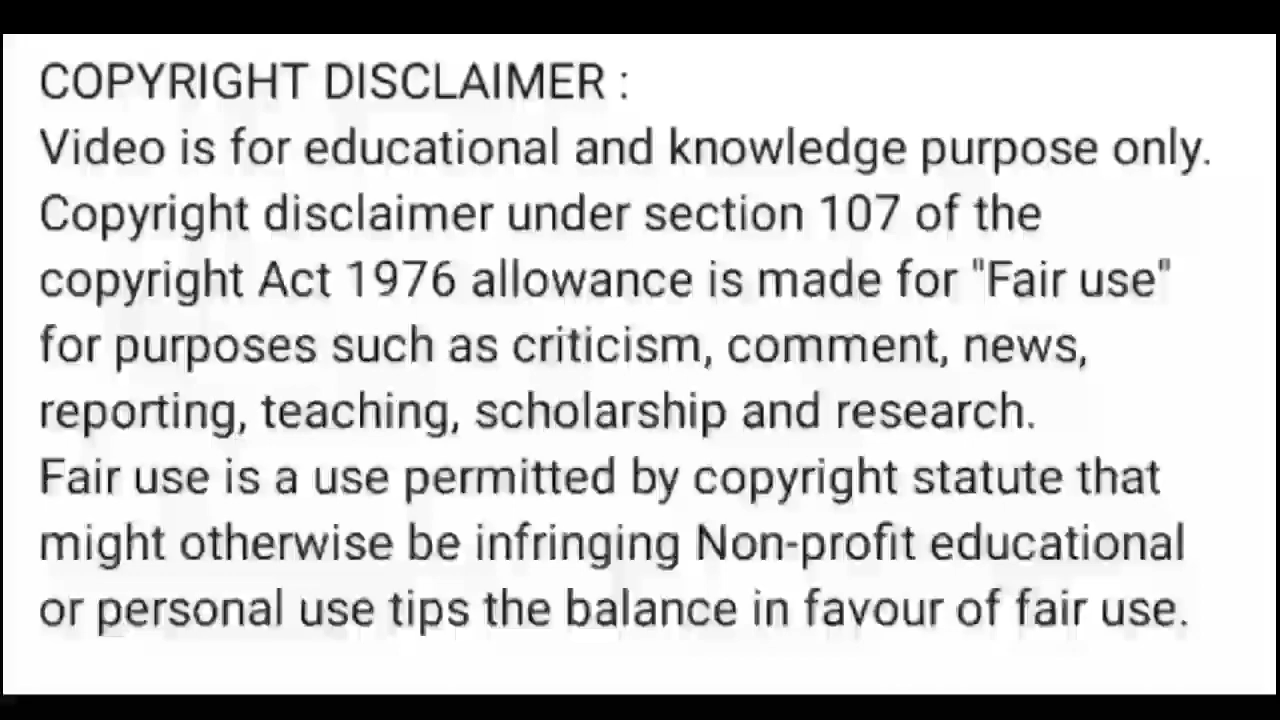 COPYRIGHT DISCLAIMER :
Video is for educational and knowledge purpose only.
Copyright disclaimer under section 107 of the
copyright Act 1976 allowance is made for "Fair use"
for purposes such as criticism, comment, news,
reporting, teaching, scholarship and research.
Fair use is a use permitted by copyright statute that
might otherwise be infringing Non-profit educational
or personal use tips the balance in favour of fair use.